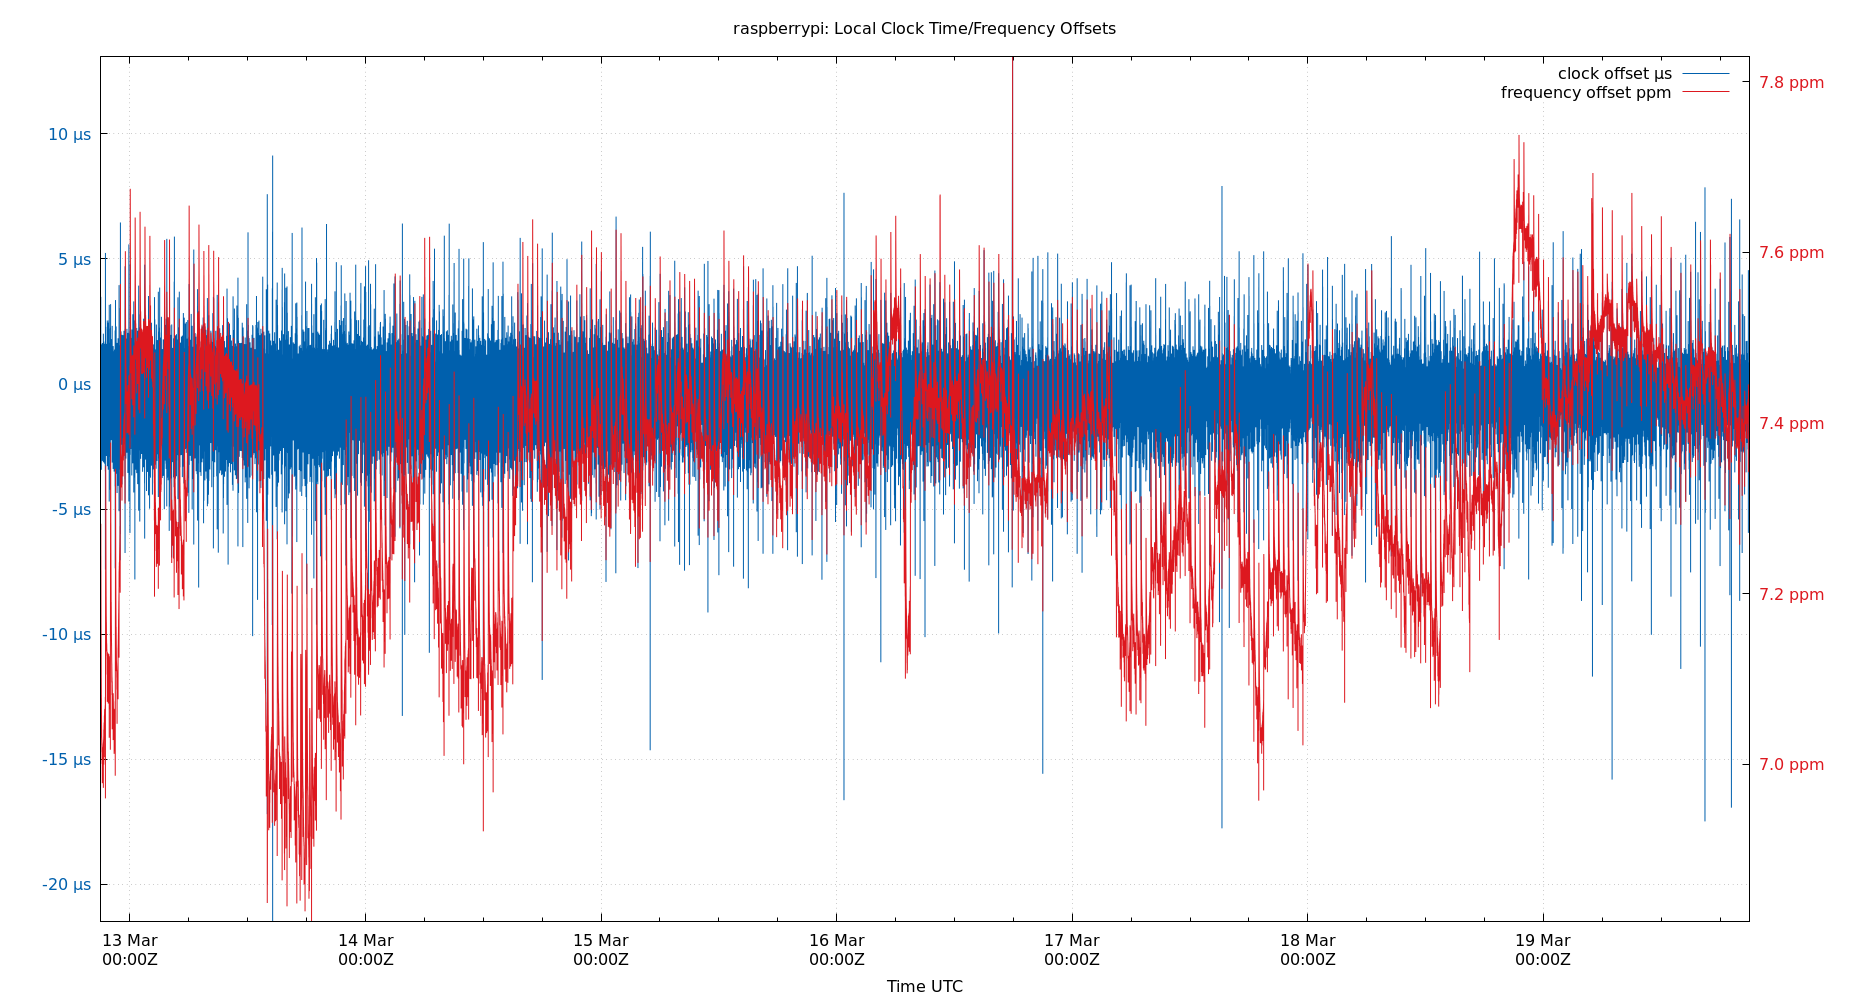 raspberrypi: Local Clock Time/Frequency Offsets
clock offset µs
frequency offset ppm
10 µs
5 µs
0 µs
-5 µs
-10 µs
-15 µs
-20 µs
7.8 ppm
7.6 ppm
7.4 ppm
7.2 ppm
7.0 ppm
13 Mar
00:00Z
14 Mar
00:00Z
15 Mar
00:00Z
16 Mar
00:00Z
17 Mar
00:00Z
18 Mar
00:00Z
19 Mar
00:00Z
Time UTC